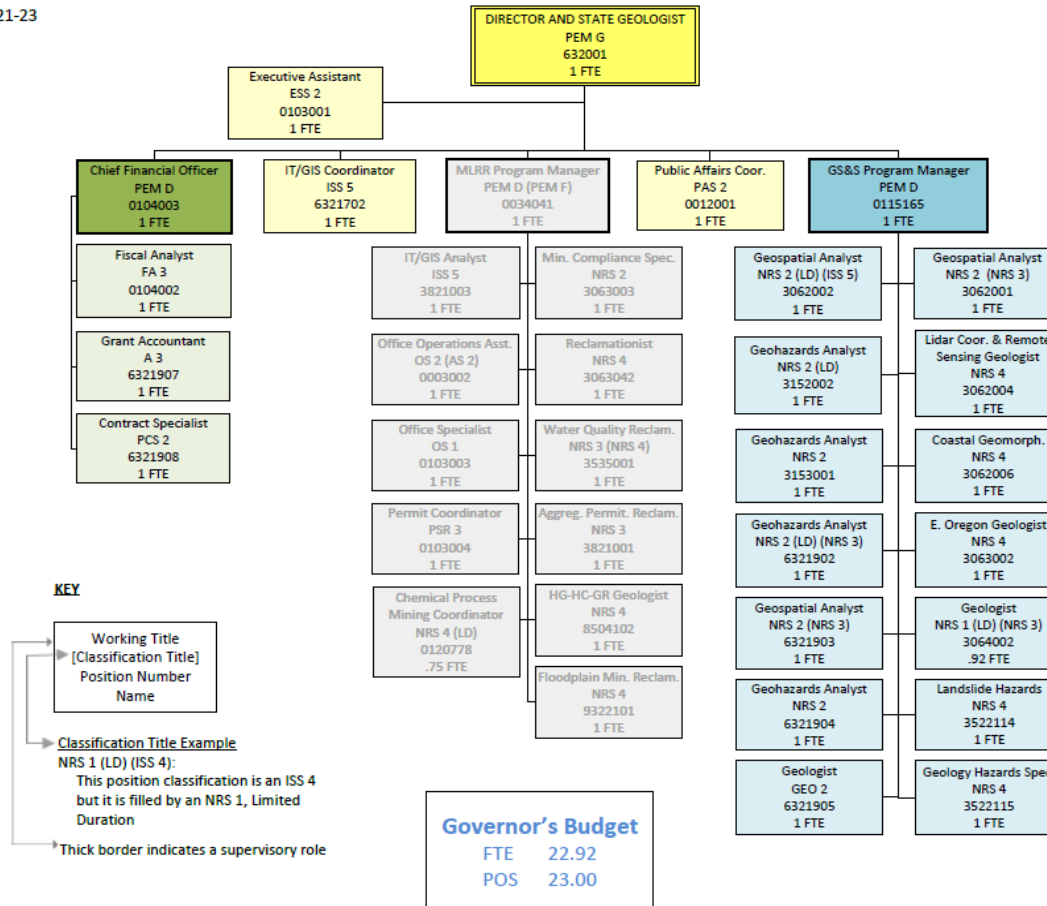 21-23
DIRECTOR AND STATE GEOLOGIST
PEM G
632001
1 FTE
Executive Assistant
ESS 2
0103001
1 FTE
Chief Financial Officer
PEM D
0104003
1 FTE
IT/GIS Coordinator
ISS 5
6321702
1 FTE
MLRR Program Manager
PEM D (PEM F)
0034041
1 FTE
Public Affairs Coor.
PAS 2
0012001
1 FTE
GS&S Program Manager
PEM D
0115165
1 FTE
Fiscal Analyst
FA 3
0104002
1 FTE
Grant Accountant
A 3
6321907
1 FTE
Contract Specialist
PCS 2
6321908
1 FTE
IT/GIS Analyst
ISS 5
3821003
1 FTE
Min. Compliance Spec.
NRS 2
3063003
1 FTE
Office Operations Asst.
OS 2 (AS 2)
0003002
1 FTE
Reclamationist
NRS 4
3063042
1 FTE
Office Specialist
OS 1
0103003
1 FTE
Water Quality Reclam.
NRS 3 (NRS 4)
3535001
1 FTE
Permit Coordinator
PSR 3
0103004
1 FTE
Aggreg. Permit. Reclam.
NRS 3
3821001
1 FTE
Chemical Process
Mining Coordinator
NRS 4 (LD)
0120778
.75 FTE
HG-HC-GR Geologist
NRS 4
8504102
1 FTE
Floodplain Min. Reclam.
NRS 4
9322101
1 FTE
Geospatial Analyst
NRS 2 (LD) (ISS 5)
3062002
1 FTE
Geospatial Analyst
NRS 2 (NRS 3)
3062001
1 FTE
Geohazards Analyst
NRS 2 (LD)
3152002
1 FTE
Lidar Coor. & Remote
Sensing Geologist
NRS 4
3062004
1 FTE
Geohazards Analyst
NRS 2
3153001
1 FTE
Coastal Geomorph.
NRS 4
3062006
1 FTE
Geohazards Analyst
NRS 2 (LD) (NRS 3)
6321902
1 FTE
E. Oregon Geologist
NRS 4
3063002
1 FTE
Geospatial Analyst
NRS 2 (NRS 3)
6321903
1 FTE
Geologist
NRS 1 (LD) (NRS 3)
3064002
.92 FTE
Geohazards Analyst
NRS 2
6321904
1 FTE
Landslide Hazards
NRS 4
3522114
1 FTE
Geologist
GEO 2
6321905
1 FTE
Geology Hazards Spe
NRS 4
3522115
1 FTE
KEY
Working Title
[Classification Title]
Position Number
Name
Classification Title Example
NRS 1 (LD) (ISS 4):
This position classification is an ISS 4
but it is filled by an NRS 1, Limited
Duration
Thick border indicates a supervisory role
Governor's Budget
FTE 22.92
POS 23.00